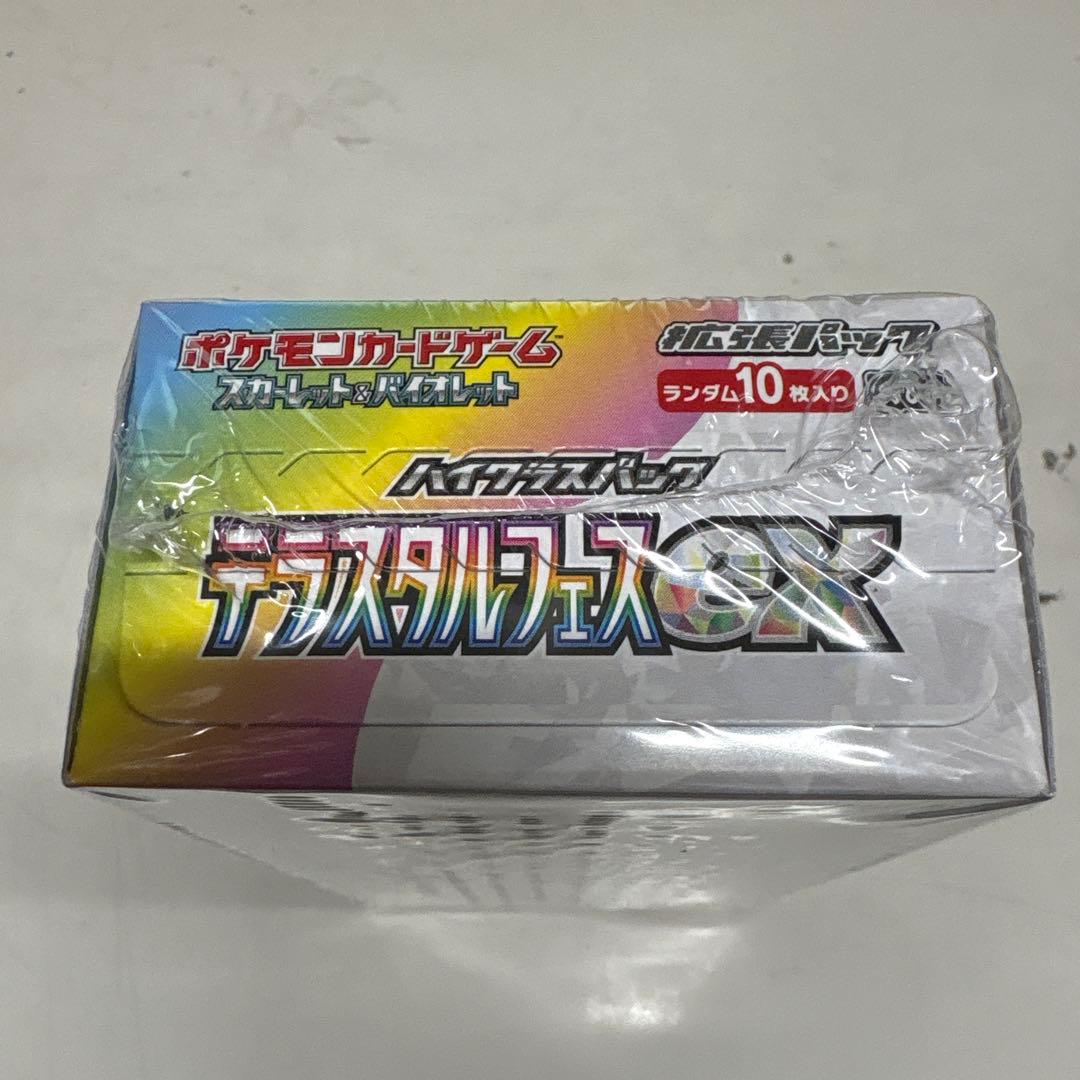 ポケモンカードゲーム™
拡張パック
スカーレット&バイオレット
ランダム10枚入り
ハイクラスパック
テラスタルフェスex